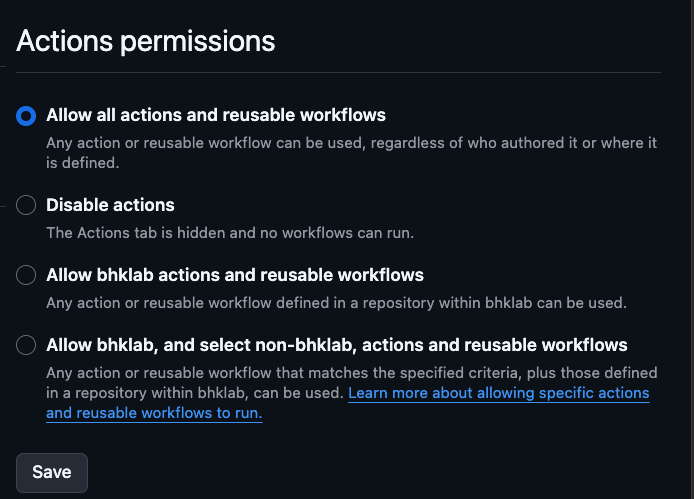 Actions permissions
Allow all actions and reusable workflows
Any action or reusable workflow can be used, regardless of who authored it or where it
is defined.
Disable actions
The Actions tab is hidden and no workflows can run.
Allow bhklab actions and reusable workflows
Any action or reusable workflow defined in a repository within bhklab can be used.
Allow bhklab, and select non-bhklab, actions and reusable workflows
Any action or reusable workflow that matches the specified criteria, plus those defined
in a repository within bhklab, can be used. Learn more about allowing specific actions
and reusable workflows to run.
Save